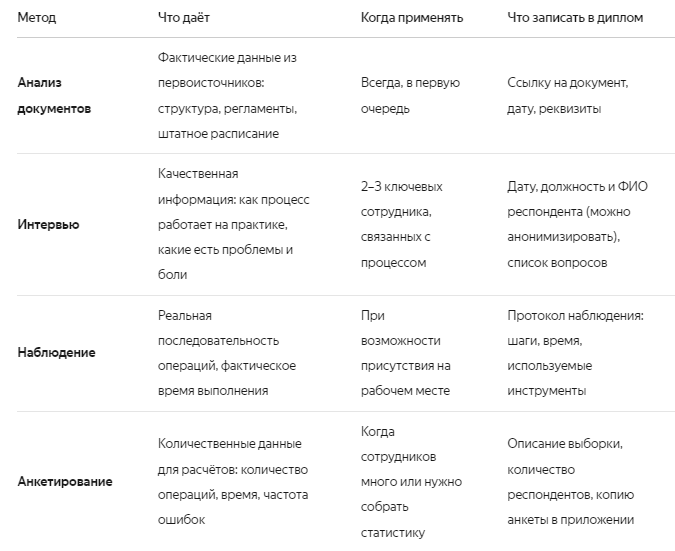 Метод Что даёт Когда применять Что записать в диплом
Анализ
документов
Фактические данные из
первоисточников:
структура, регламенты,
штатное расписание
Всегда, в первую
очередь
Ссылку на документ,
дату, реквизиты
Интервью
Качественная
информация: как процесс
работает на практике,
какие есть проблемы и
боли
2–3 ключевых
сотрудника,
связанных с
процессом
Дату, должность и ФИО
респондента (можно
анонимизировать),
список вопросов
Наблюдение
Реальная
последовательность
операций, фактическое
время выполнения
При
возможности
присутствия на
рабочем месте
Протокол наблюдения:
шаги, время,
используемые
инструменты
Анкетирование
Количественные данные
для расчётов: количество
операций, время, частота
ошибок
Когда
сотрудников
много или нужно
собрать
статистику
Описание выборки,
количество
респондентов, копию
анкеты в приложении